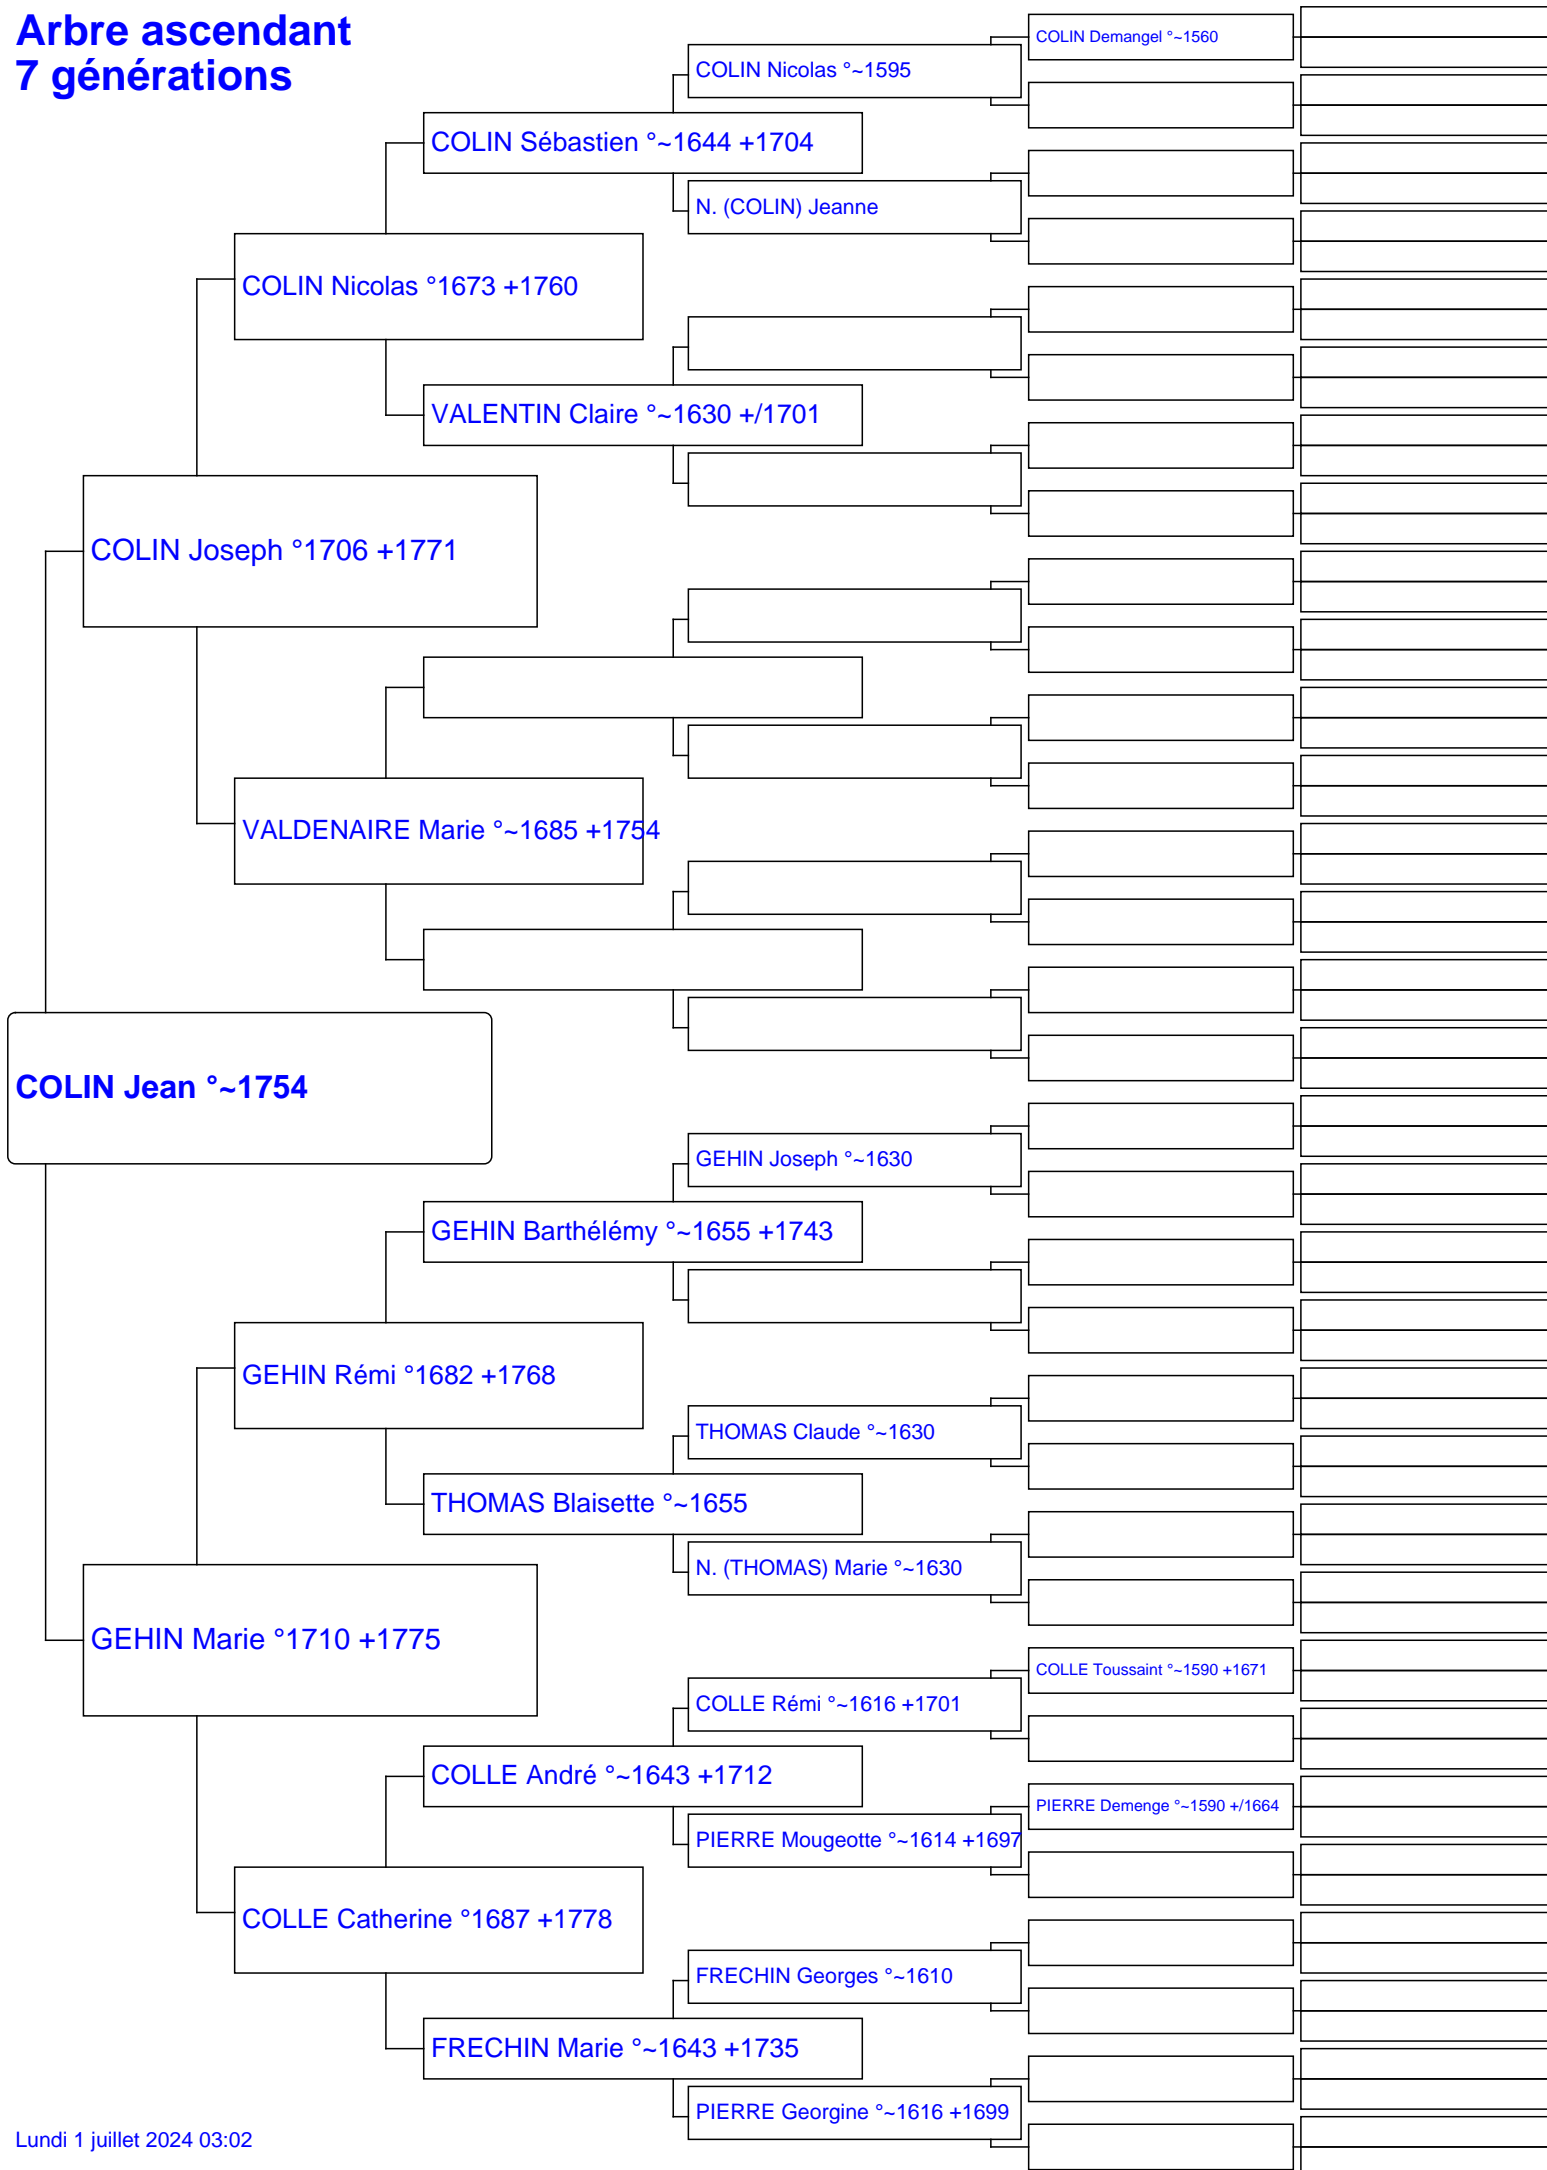 Arbre ascendant
7 générations
COLIN Demangel °~1560
COLIN Nicolas °~1595
COLIN Sébastien °~1644 +1704
N. (COLIN) Jeanne
COLIN Nicolas °1673 +1760
VALENTIN Claire °~1630 +/1701
COLIN Joseph °1706 +1771
VALDENAIRE Marie °~1685 +1754
COLIN Jean °~1754
GEHIN Joseph °~1630
GEHIN Barthélémy °~1655 +1743
GEHIN Rémi °1682 +1768
THOMAS Claude °~1630
THOMAS Blaisette °~1655
N. (THOMAS) Marie °~1630
GEHIN Marie °1710 +1775
COLLE Toussaint °~1590 +1671
COLLE Rémi °~1616 +1701
COLLE André °~1643 +1712
PIERRE Demenge °~1590 +/1664
PIERRE Mougeotte °~1614 +1697
COLLE Catherine °1687 +1778
FRECHIN Georges °~1610
FRECHIN Marie °~1643 +1735
PIERRE Georgine °~1616 +1699
Lundi 1 juillet 2024 03:02